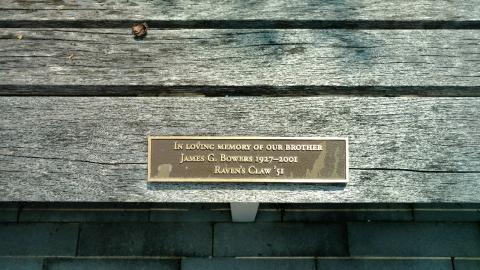 In loving memory of our brother
James G. Bowers 1927–2001
Raven's Claw '51